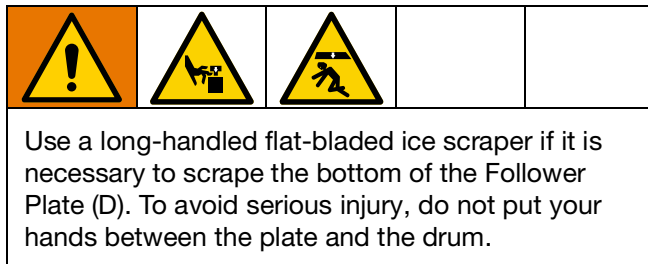 Use a long-handled flat-bladed ice scraper if it is
necessary to scrape the bottom of the Follower
Plate (D). To avoid serious injury, do not put your
hands between the plate and the drum.